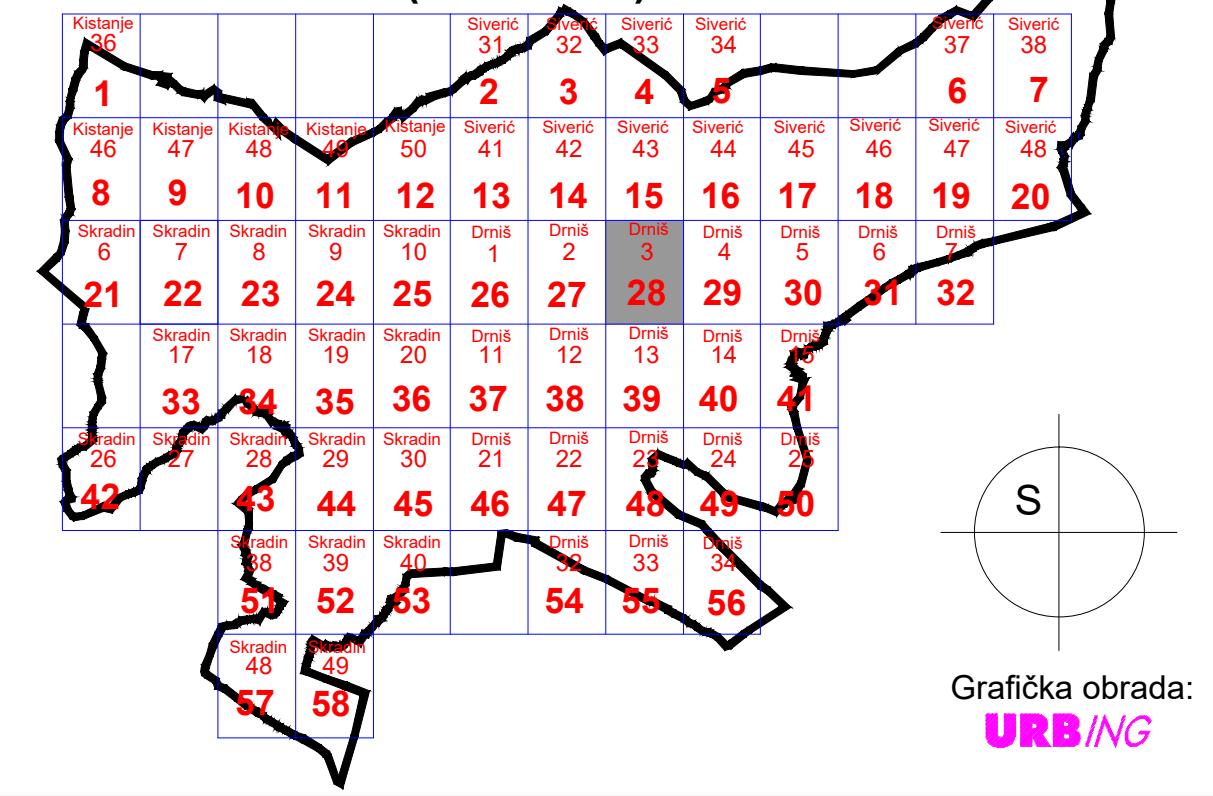 Kistanje Siverić Siverić Siverić Siverić Siverić Siverić
36 31 32 33 34 37 38
1 2 3 4 5 6 7
Kistanje Kistanje Kistanje Kistanje Kistanje Siverić Siverić Siverić Siverić Siverić Siverić Siverić Siverić
46 47 48 49 50 41 42 43 44 45 46 47 48
8 9 10 11 12 13 14 15 16 17 18 19 20
Skradin Skradin Skradin Skradin Skradin Drniš Drniš Drniš Drniš Drniš Drniš Drniš
6 7 8 9 10 1 2 3 4 5 6 7
21 22 23 24 25 26 27 28 29 30 31 32
Skradin Skradin Skradin Skradin Drniš Drniš Drniš Drniš Drniš
17 18 19 20 11 12 13 14 15
33 34 35 36 37 38 39 40 41
Skradin Skradin Skradin Skradin Skradin Drniš Drniš Drniš Drniš Drniš
26 27 28 29 30 21 22 23 24 25
42 43 44 45 46 47 48 49 50
Skradin Skradin Skradin Drniš Drniš Drniš
38 39 40 32 33 34
51 52 53 54 55 56
Skradin Skradin
48 49
57 58
S
Grafička obrada:
URBING